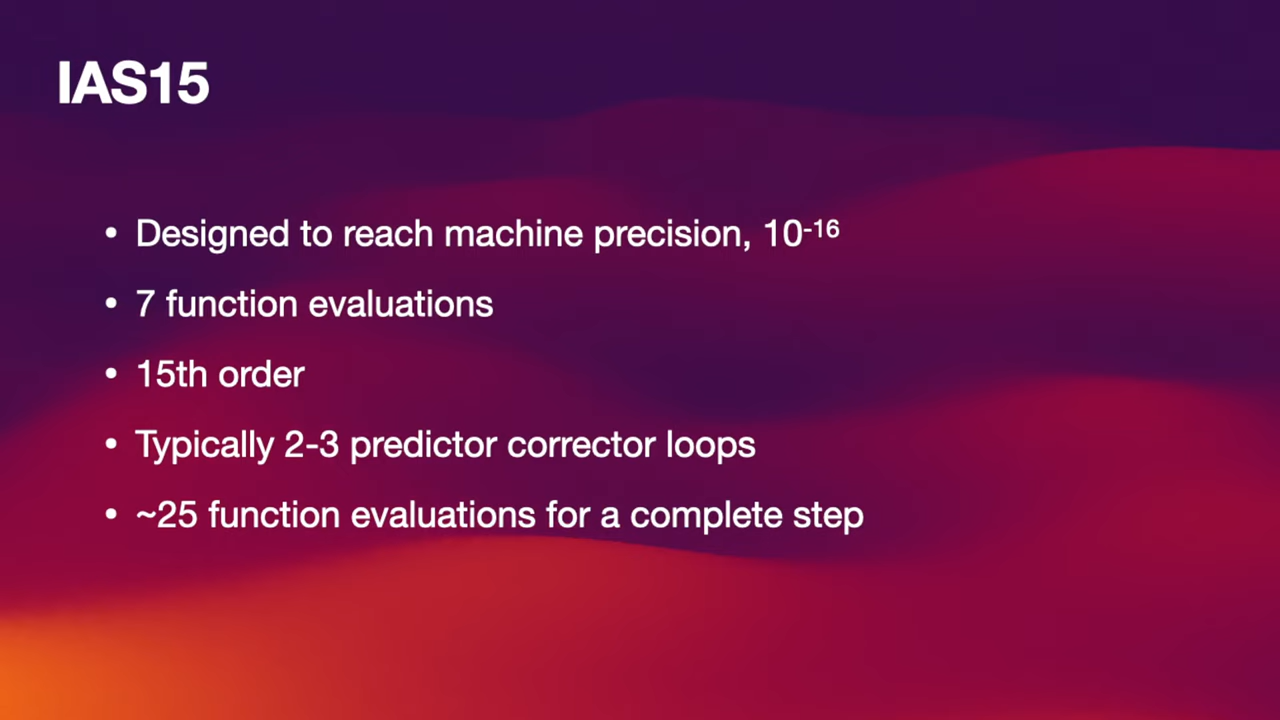 IAS15
• Designed to reach machine precision, 10⁻¹⁶
• 7 function evaluations
• 15th order
• Typically 2-3 predictor corrector loops
• ~25 function evaluations for a complete step